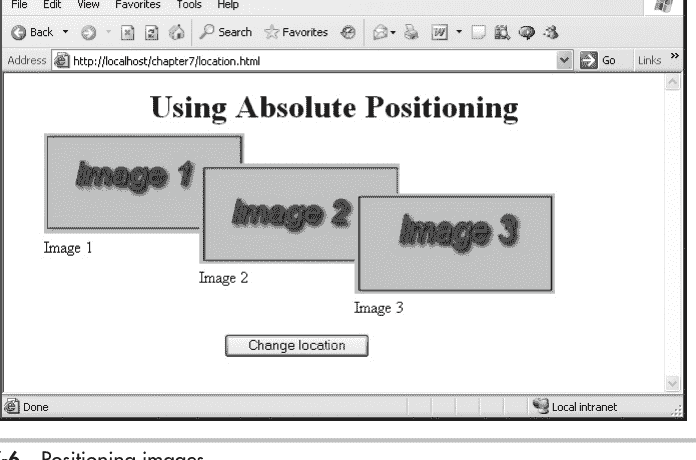 File Edit View Favorites Tools Help
Back Search Favorites
Address http://localhost/chapter7/location.html Go Links »
Using Absolute Positioning
Image 1
Image 2
Image 3
Image 1
Image 2
Image 3
Change location
Done Local intranet
-6 Positioning images